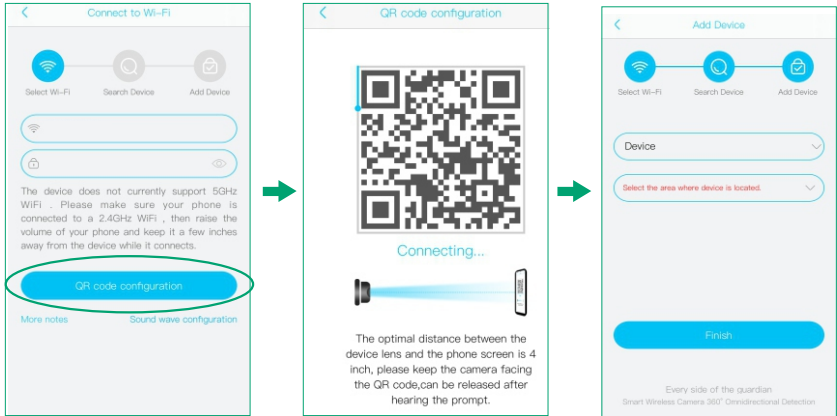 Connect to Wi-Fi
Select Wi-Fi
Search Device
Add Device
The device does not currently support 5GHz
WiFi . Please make sure your phone is
connected to a 2.4GHz WiFi , then raise the
volume of your phone and keep it a few inches
away from the device while it connects.
QR code configuration
More notes
Sound wave configuration
QR code configuration
Connecting...
The optimal distance between the
device lens and the phone screen is 4
inch, please keep the camera facing
the QR code,can be released after
hearing the prompt.
Add Device
Select Wi-Fi
Search Device
Add Device
Device
Select the area where device is located.
Finish
Every side of the guardian
Smart Wireless Camera 360° Omnidirectional Detection